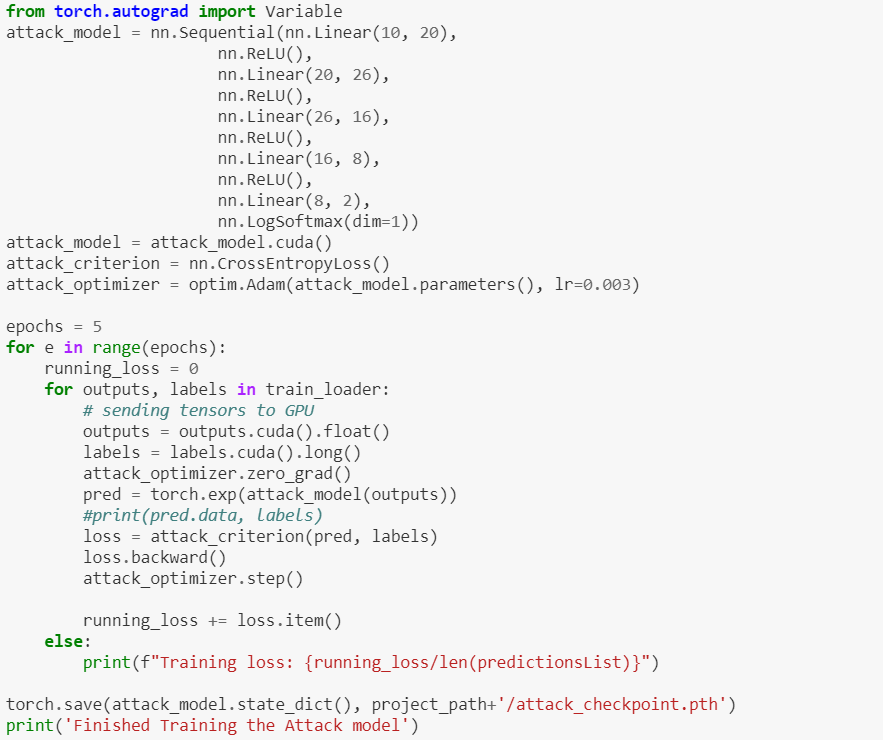 from torch.autograd import Variable
attack_model = nn.Sequential(nn.Linear(10, 20),
                      nn.ReLU(),
                      nn.Linear(20, 26),
                      nn.ReLU(),
                      nn.Linear(26, 16),
                      nn.ReLU(),
                      nn.Linear(16, 8),
                      nn.ReLU(),
                      nn.Linear(8, 2),
                      nn.LogSoftmax(dim=1))
attack_model = attack_model.cuda()
attack_criterion = nn.CrossEntropyLoss()
attack_optimizer = optim.Adam(attack_model.parameters(), lr=0.003)

epochs = 5
for e in range(epochs):
    running_loss = 0
    for outputs, labels in train_loader:
        # sending tensors to GPU
        outputs = outputs.cuda().float()
        labels = labels.cuda().long()
        attack_optimizer.zero_grad()
        pred = torch.exp(attack_model(outputs))
        #print(pred.data, labels)
        loss = attack_criterion(pred, labels)
        loss.backward()
        attack_optimizer.step()

        running_loss += loss.item()
    else:
        print(f"Training loss: {running_loss/len(predictionsList)}")

torch.save(attack_model.state_dict(), project_path+'/attack_checkpoint.pth')
print('Finished Training the Attack model')